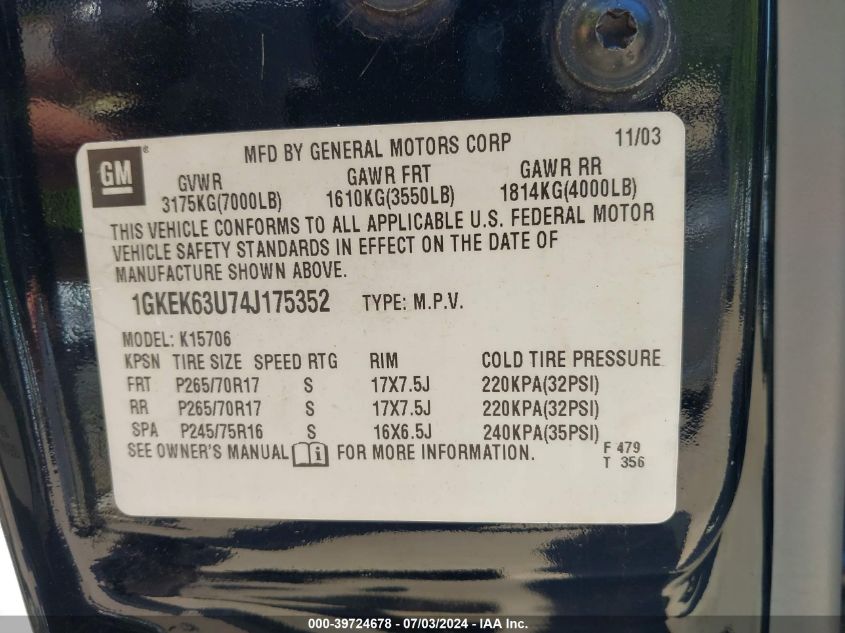 GM
MFD BY GENERAL MOTORS CORP 11/03
GVWR GAWR FRT GAWR RR
3175KG(7000LB) 1610KG(3550LB) 1814KG(4000LB)
THIS VEHICLE CONFORMS TO ALL APPLICABLE U.S. FEDERAL MOTOR
VEHICLE SAFETY STANDARDS IN EFFECT ON THE DATE OF
MANUFACTURE SHOWN ABOVE.
1GKEK63U74J175352 TYPE: M.P.V.
MODEL: K15706
KPSN TIRE SIZE SPEED RTG RIM COLD TIRE PRESSURE
FRT P265/70R17 S 17X7.5J 220KPA(32PSI)
RR P265/70R17 S 17X7.5J 220KPA(32PSI)
SPA P245/75R16 S 16X6.5J 240KPA(35PSI)
SEE OWNER'S MANUAL i FOR MORE INFORMATION. F 479
T 356
000-39724678 - 07/03/2024 - IAA Inc.